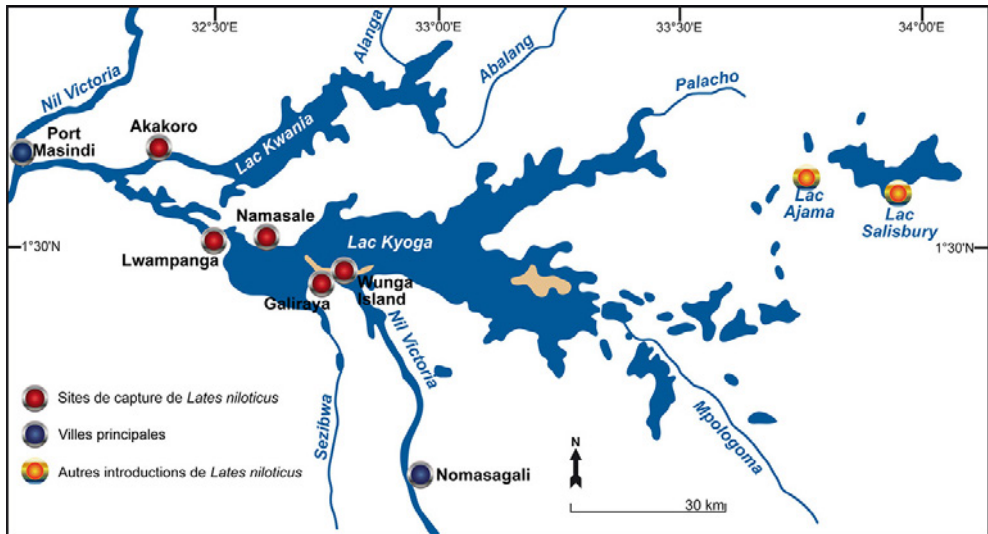 32°30'E
33°00'E
33°30'E
34°00'E
Nil Victoria
Alanga
Abalang
Palacho
Port
Masindi
Akakoro
Lac Kwania
Lac
Ajama
Lac
Salisbury
Namasale
Lac Kyoga
1°30'N
1°30'N
Lwampanga
Wunga
Island
Galiraya
Nil Victoria
Sites de capture de Lates niloticus
Villes principales
Autres introductions de Lates niloticus
Sezibwa
Mpologoma
Nomasagali
N
30 km